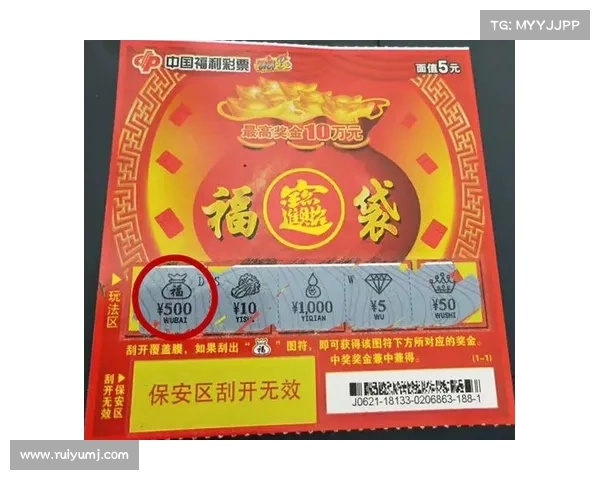 TG: MYYJJPP
中国福利彩票
面值5元
最高奖金10万元
福
招财进宝
袋
玩法区
福
¥500
WUBAI
¥10
YISHI
¥1,000
YIQIAN
¥5
WU
¥50
WUSHI
刮开覆盖膜,如果刮出“福”图符,即可获得该图符下方所对应的奖金。
中奖奖金兼中兼得。
(1-1)
保安区
刮开无效
保安区刮开无效
J0621-18133-0206863-188-1
www.ruiyumj.com